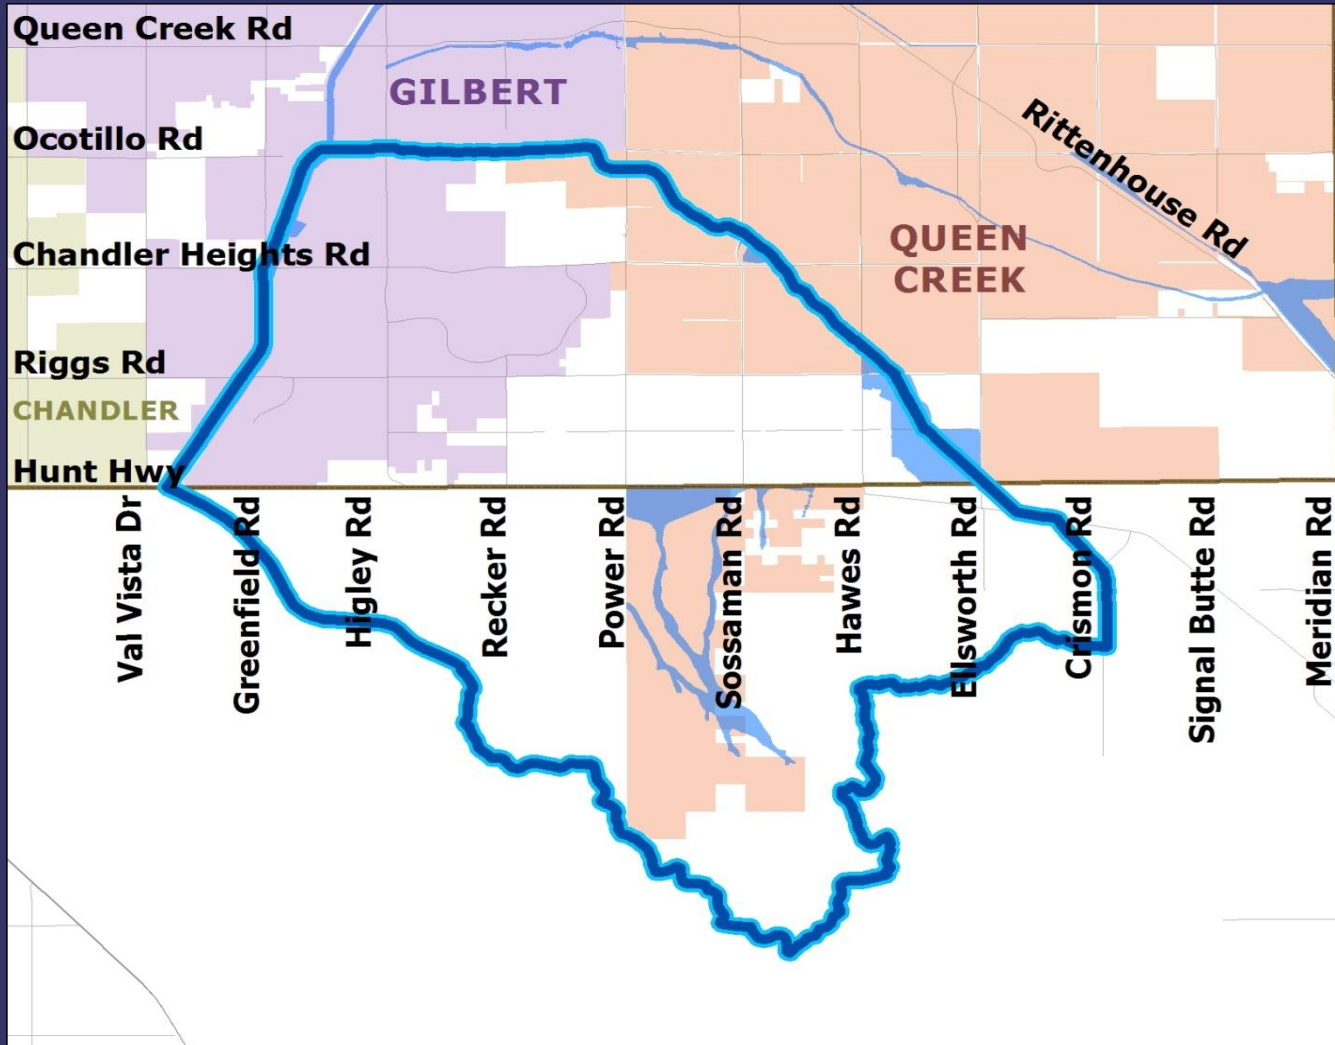 Queen Creek Rd
GILBERT
Ocotillo Rd
Rittenhouse Rd
Chandler Heights Rd
QUEEN
CREEK
Riggs Rd
CHANDLER
Hunt Hwy
Val Vista Dr
Greenfield Rd
Higley Rd
Recker Rd
Power Rd
Sossaman Rd
Hawes Rd
Ellsworth Rd
Crismon Rd
Signal Butte Rd
Meridian Rd